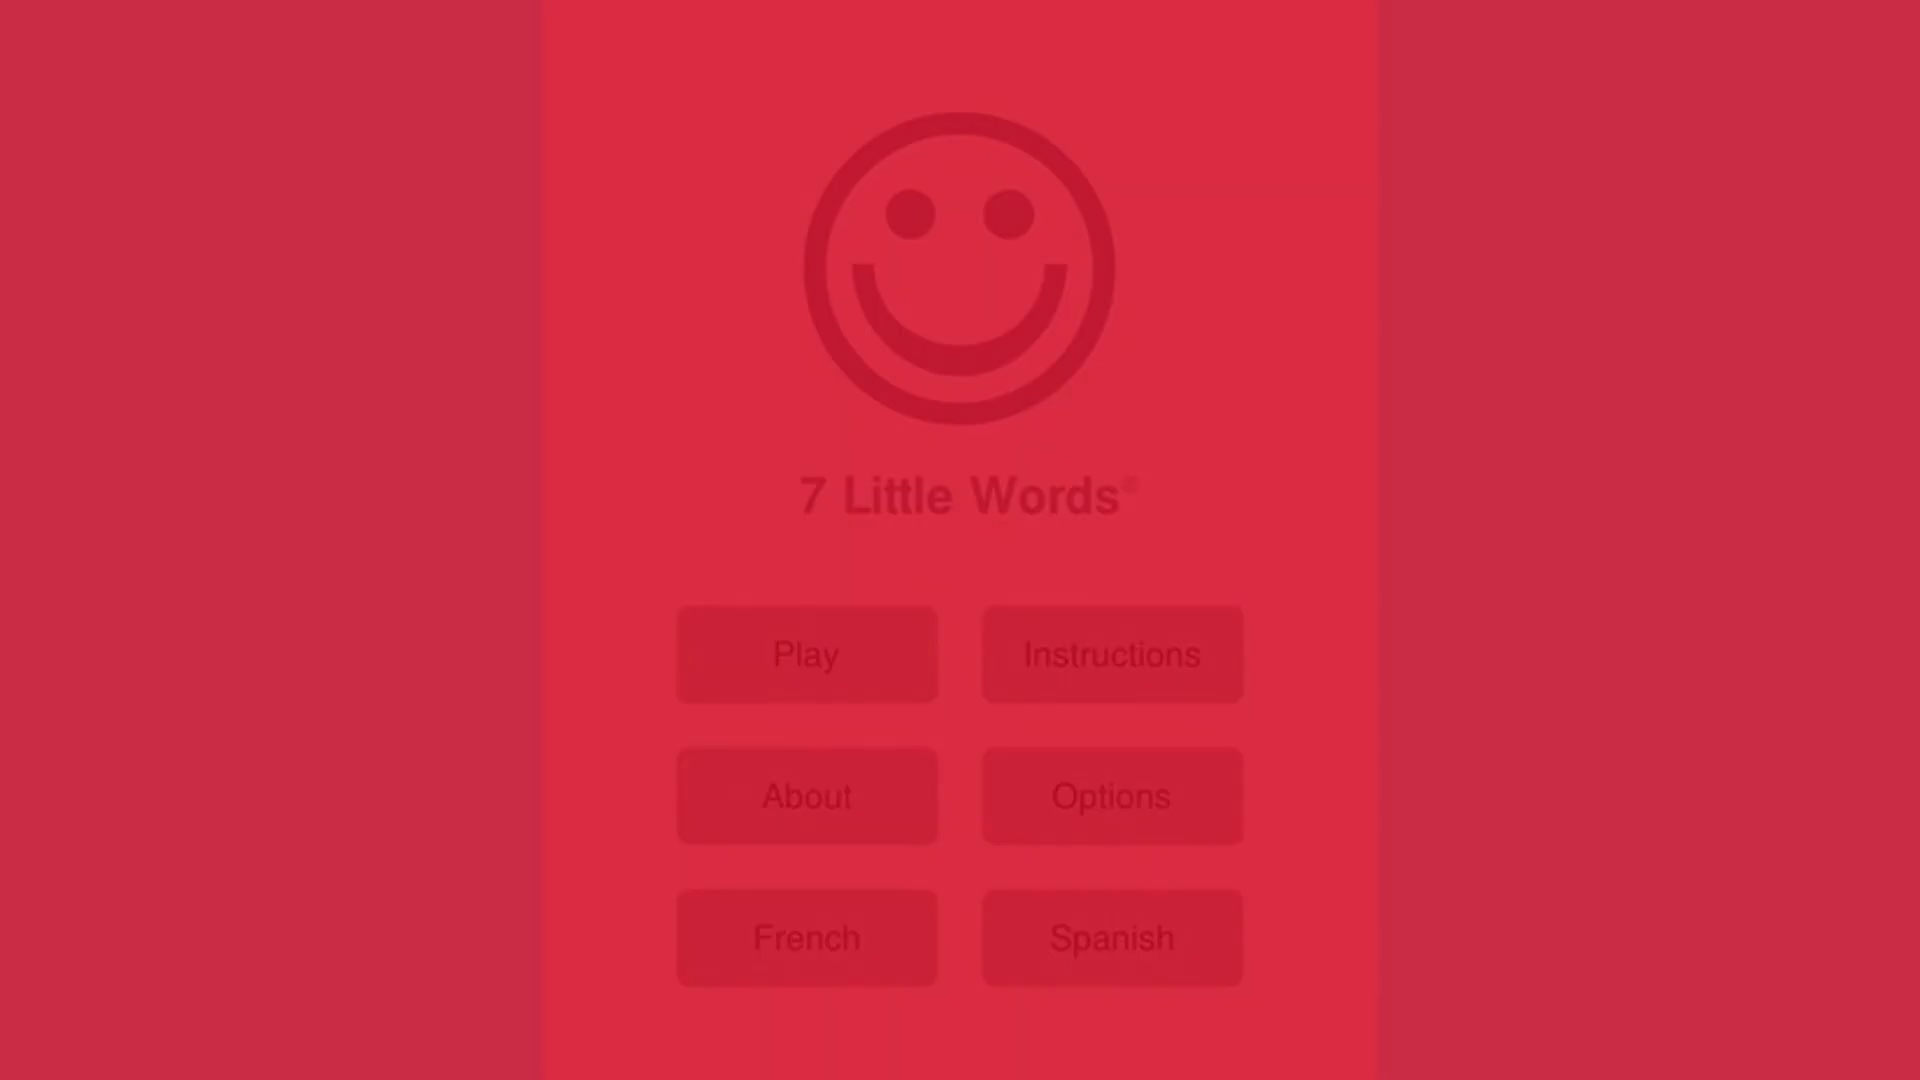 7 Little Words®
Play
Instructions
About
Options
French
Spanish